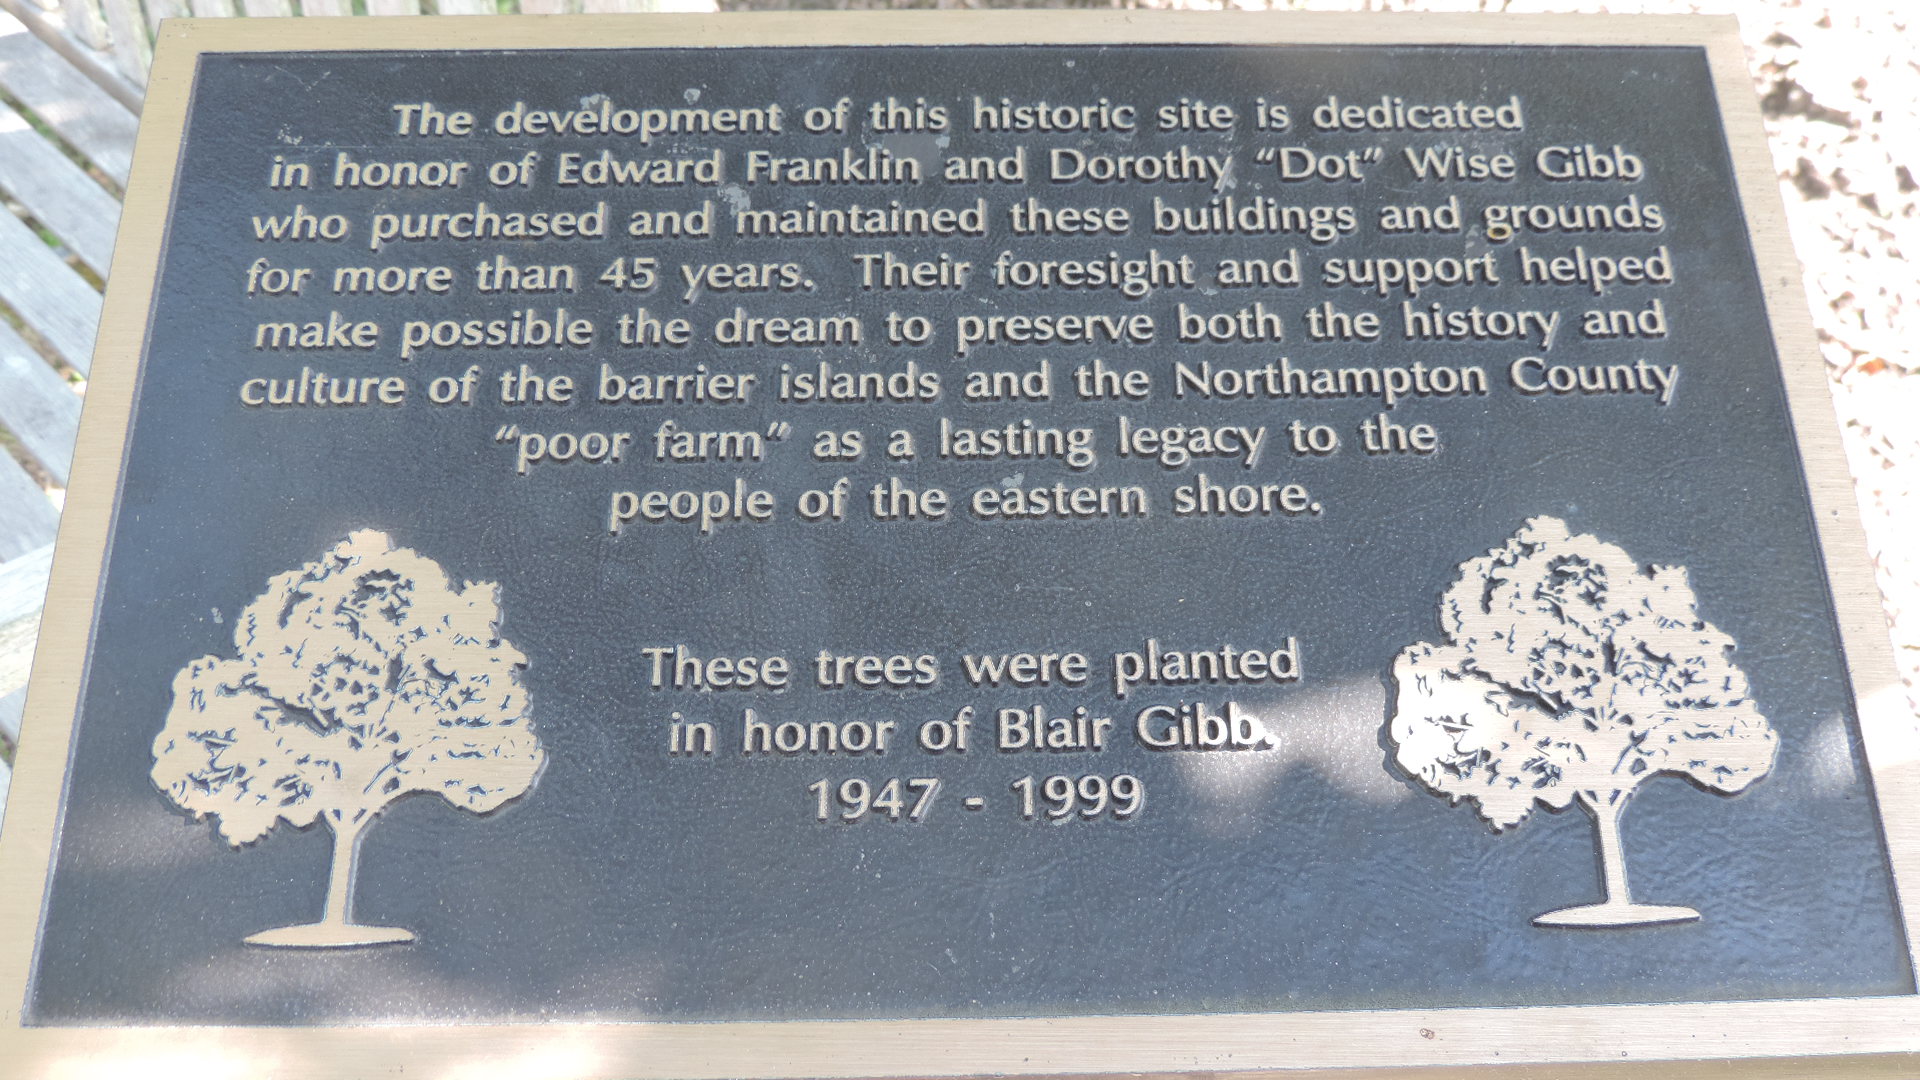 The development of this historic site is dedicated
in honor of Edward Franklin and Dorothy “Dot” Wise Gibb
who purchased and maintained these buildings and grounds
for more than 45 years. Their foresight and support helped
make possible the dream to preserve both the history and
culture of the barrier islands and the Northampton County
“poor farm” as a lasting legacy to the
people of the eastern shore.
These trees were planted
in honor of Blair Gibb.
1947 - 1999